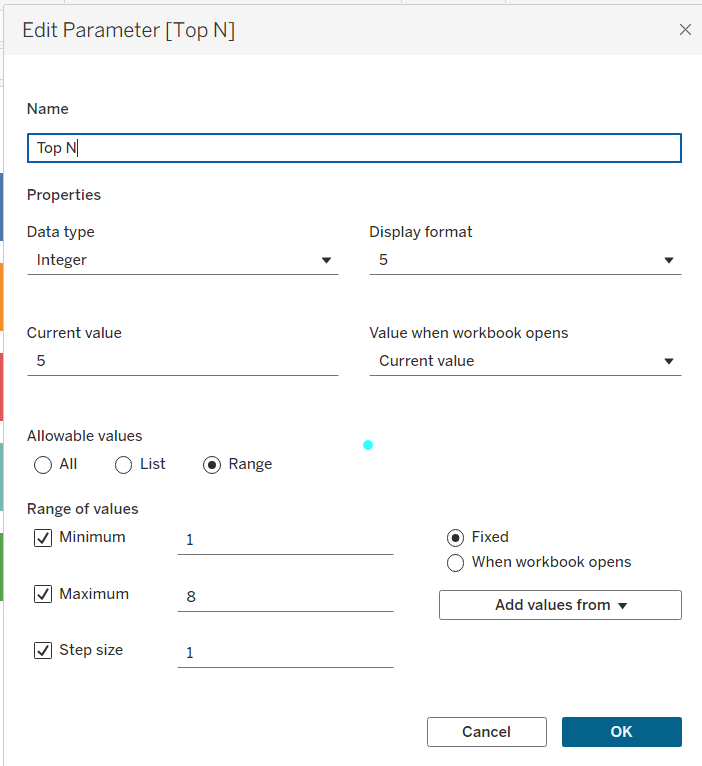 Edit Parameter [Top N]
Name
Top N
Properties
Data type Display format
Integer 5
Current value Value when workbook opens
5 Current value
Allowable values
All List Range
Range of values
Minimum 1 Fixed
When workbook opens
Maximum 8 Add values from
Step size 1
Cancel OK